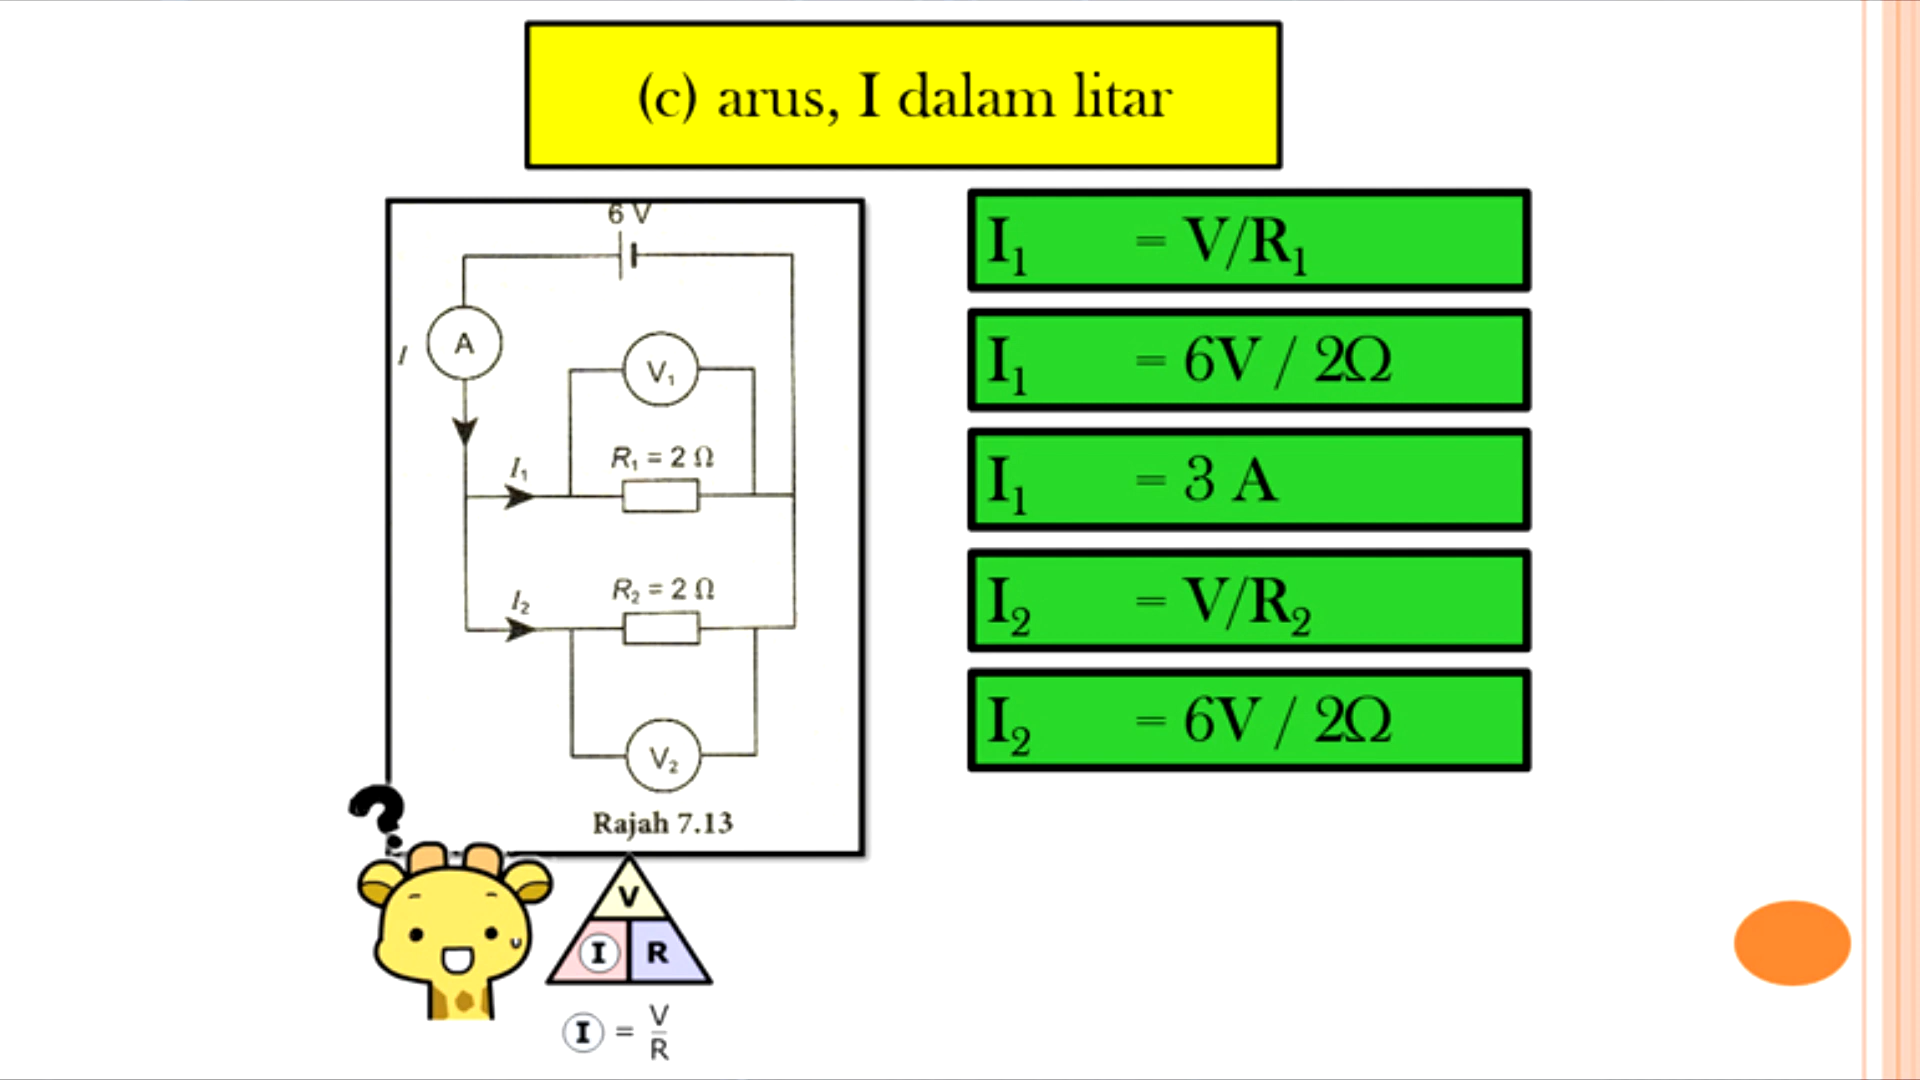 (c) arus, I dalam litar
6 V
A
I
V₁
I₁
R₁ = 2 Ω
I₂
R₂ = 2 Ω
V₂
Rajah 7.13
I₁ = V/R₁
I₁ = 6V / 2Ω
I₁ = 3 A
I₂ = V/R₂
I₂ = 6V / 2Ω
?
V
I R
I = V/R